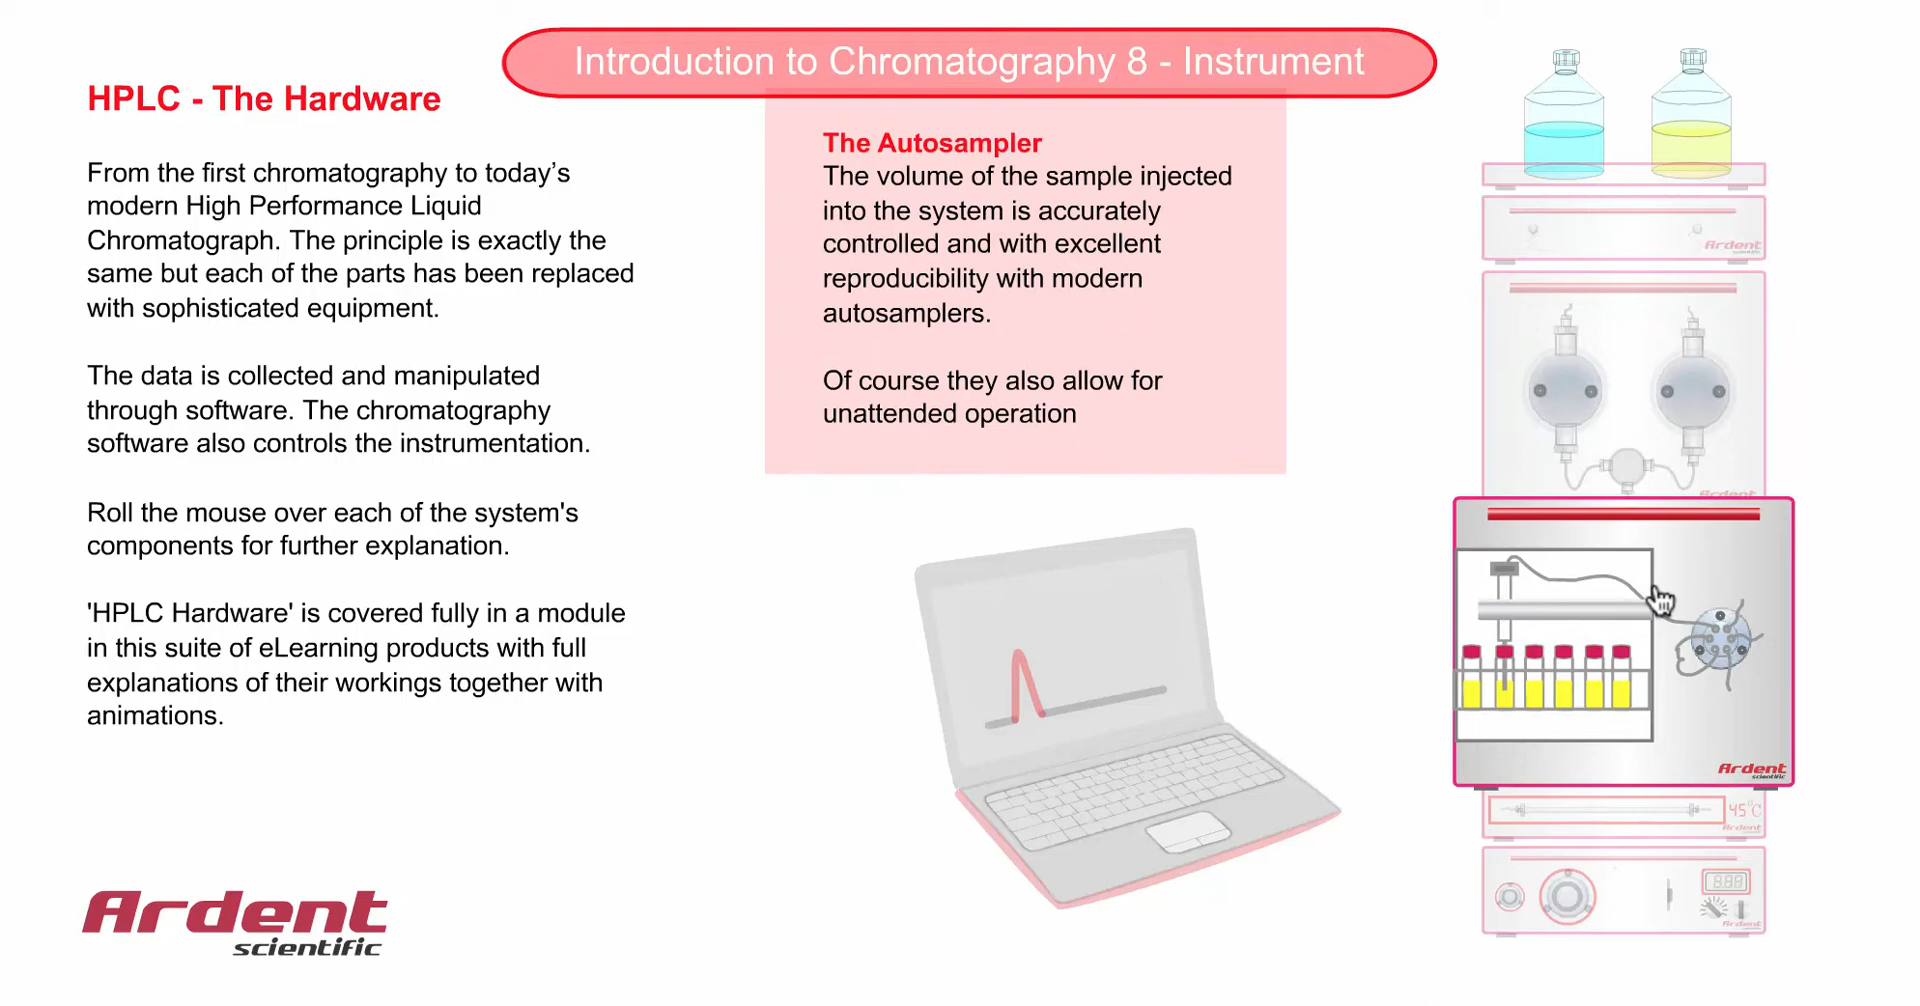 Introduction to Chromatography 8 - Instrument
HPLC - The Hardware
From the first chromatography to today’s
modern High Performance Liquid
Chromatograph. The principle is exactly the
same but each of the parts has been replaced
with sophisticated equipment.
The data is collected and manipulated
through software. The chromatography
software also controls the instrumentation.
Roll the mouse over each of the system's
components for further explanation.
'HPLC Hardware' is covered fully in a module
in this suite of eLearning products with full
explanations of their workings together with
animations.
The Autosampler
The volume of the sample injected
into the system is accurately
controlled and with excellent
reproducibility with modern
autosamplers.
Of course they also allow for
unattended operation
Ardent
Ardent
Ardent
scientific
45°C
Ardent
8.8.8
Ardent
Ardent
scientific